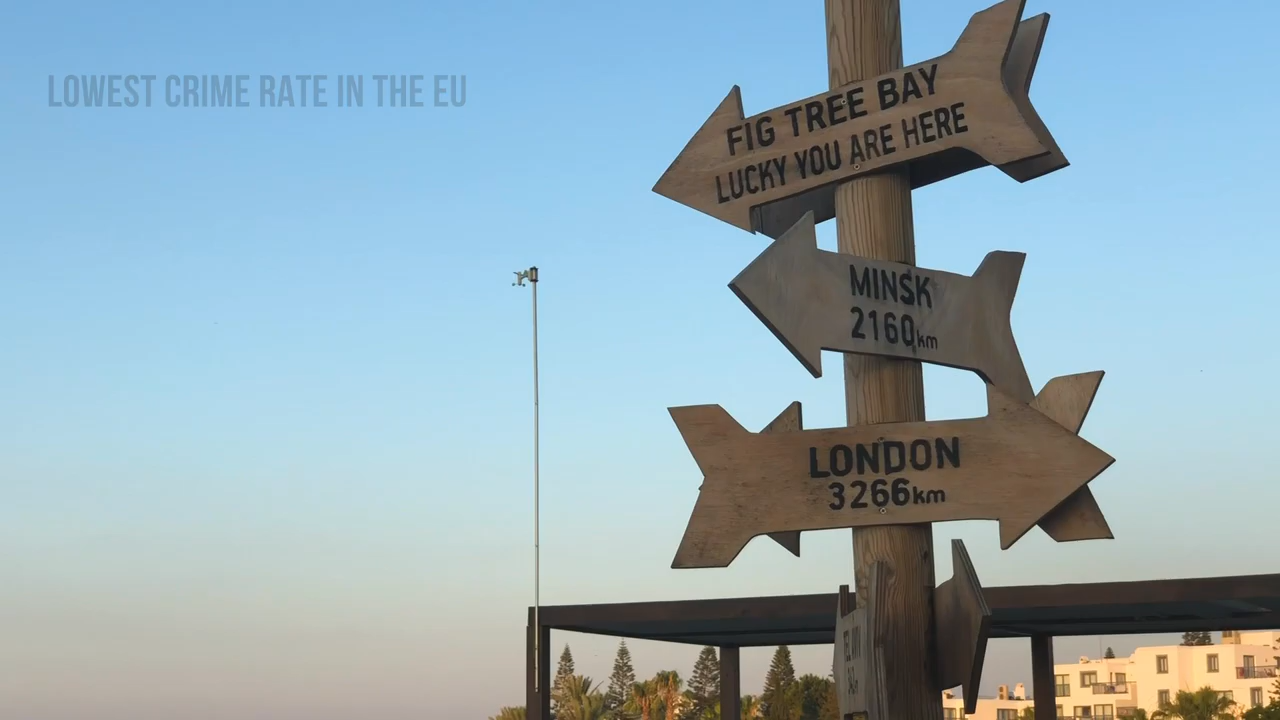 LOWEST CRIME RATE IN THE EU
FIG TREE BAY
LUCKY YOU ARE HERE
MINSK
2160km
LONDON
3266km